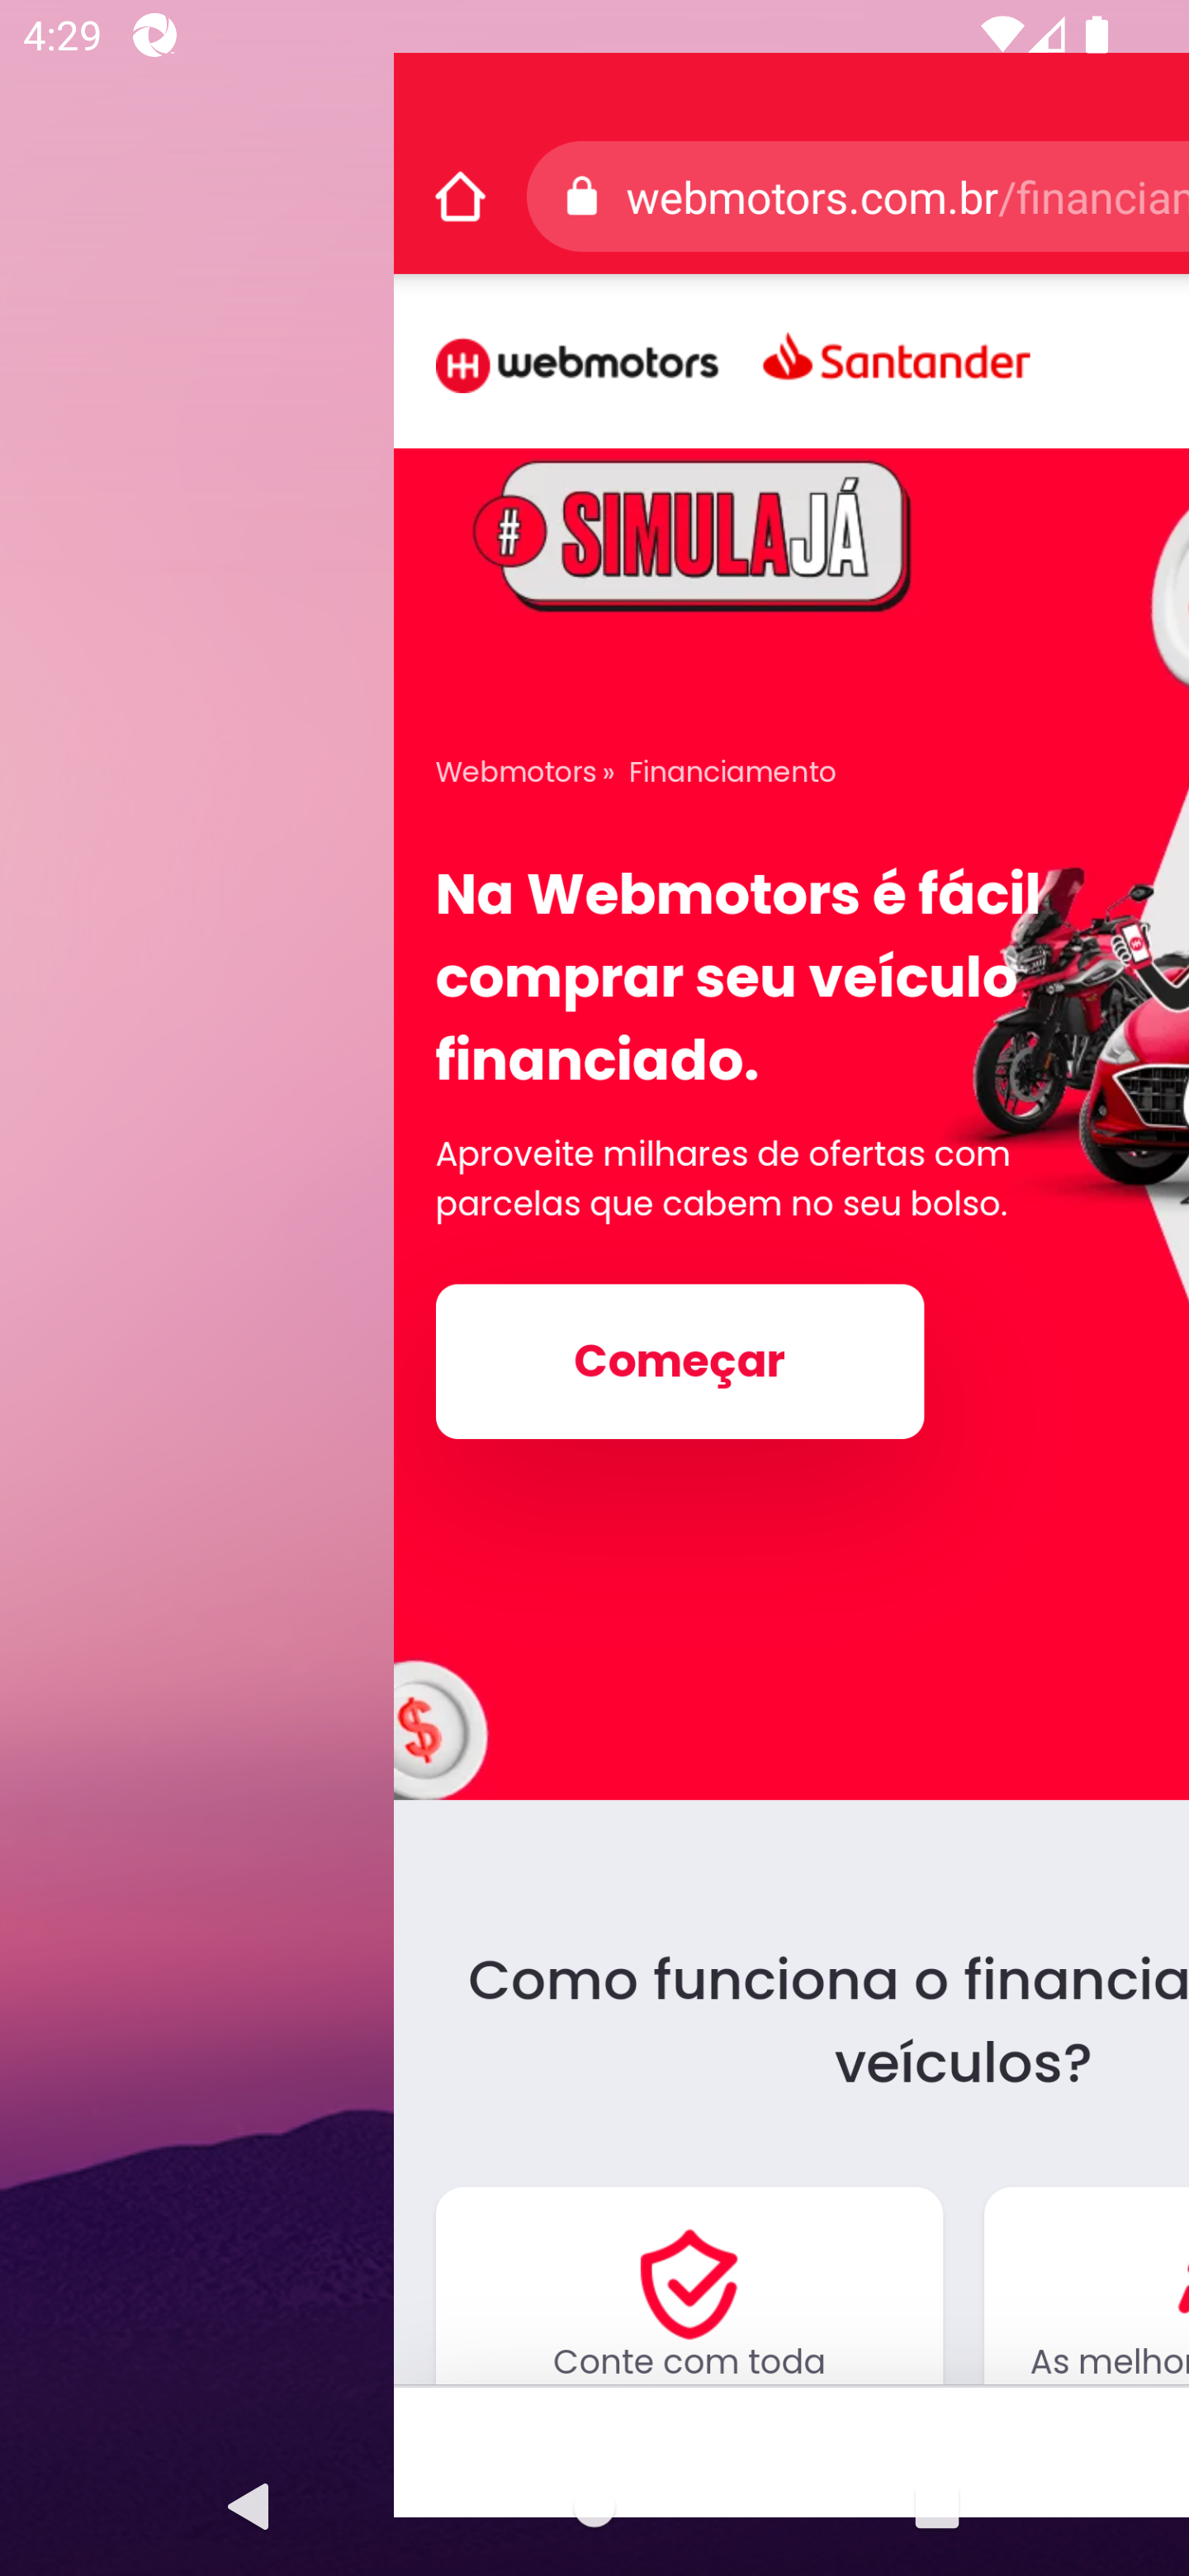 4:29
webmotors.com.br/financian
webmotors Santander
# SIMULAJÁ
Webmotors » Financiamento
Na Webmotors é fácil
comprar seu veículo
financiado.
Aproveite milhares de ofertas com
parcelas que cabem no seu bolso.
Começar
$
Como funciona o financia
veículos?
Conte com toda
As melhor